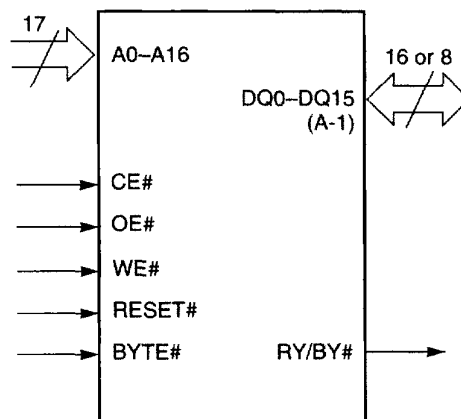 17
A0–A16
16 or 8
DQ0–DQ15
(A-1)
CE#
OE#
WE#
RESET#
BYTE#
RY/BY#